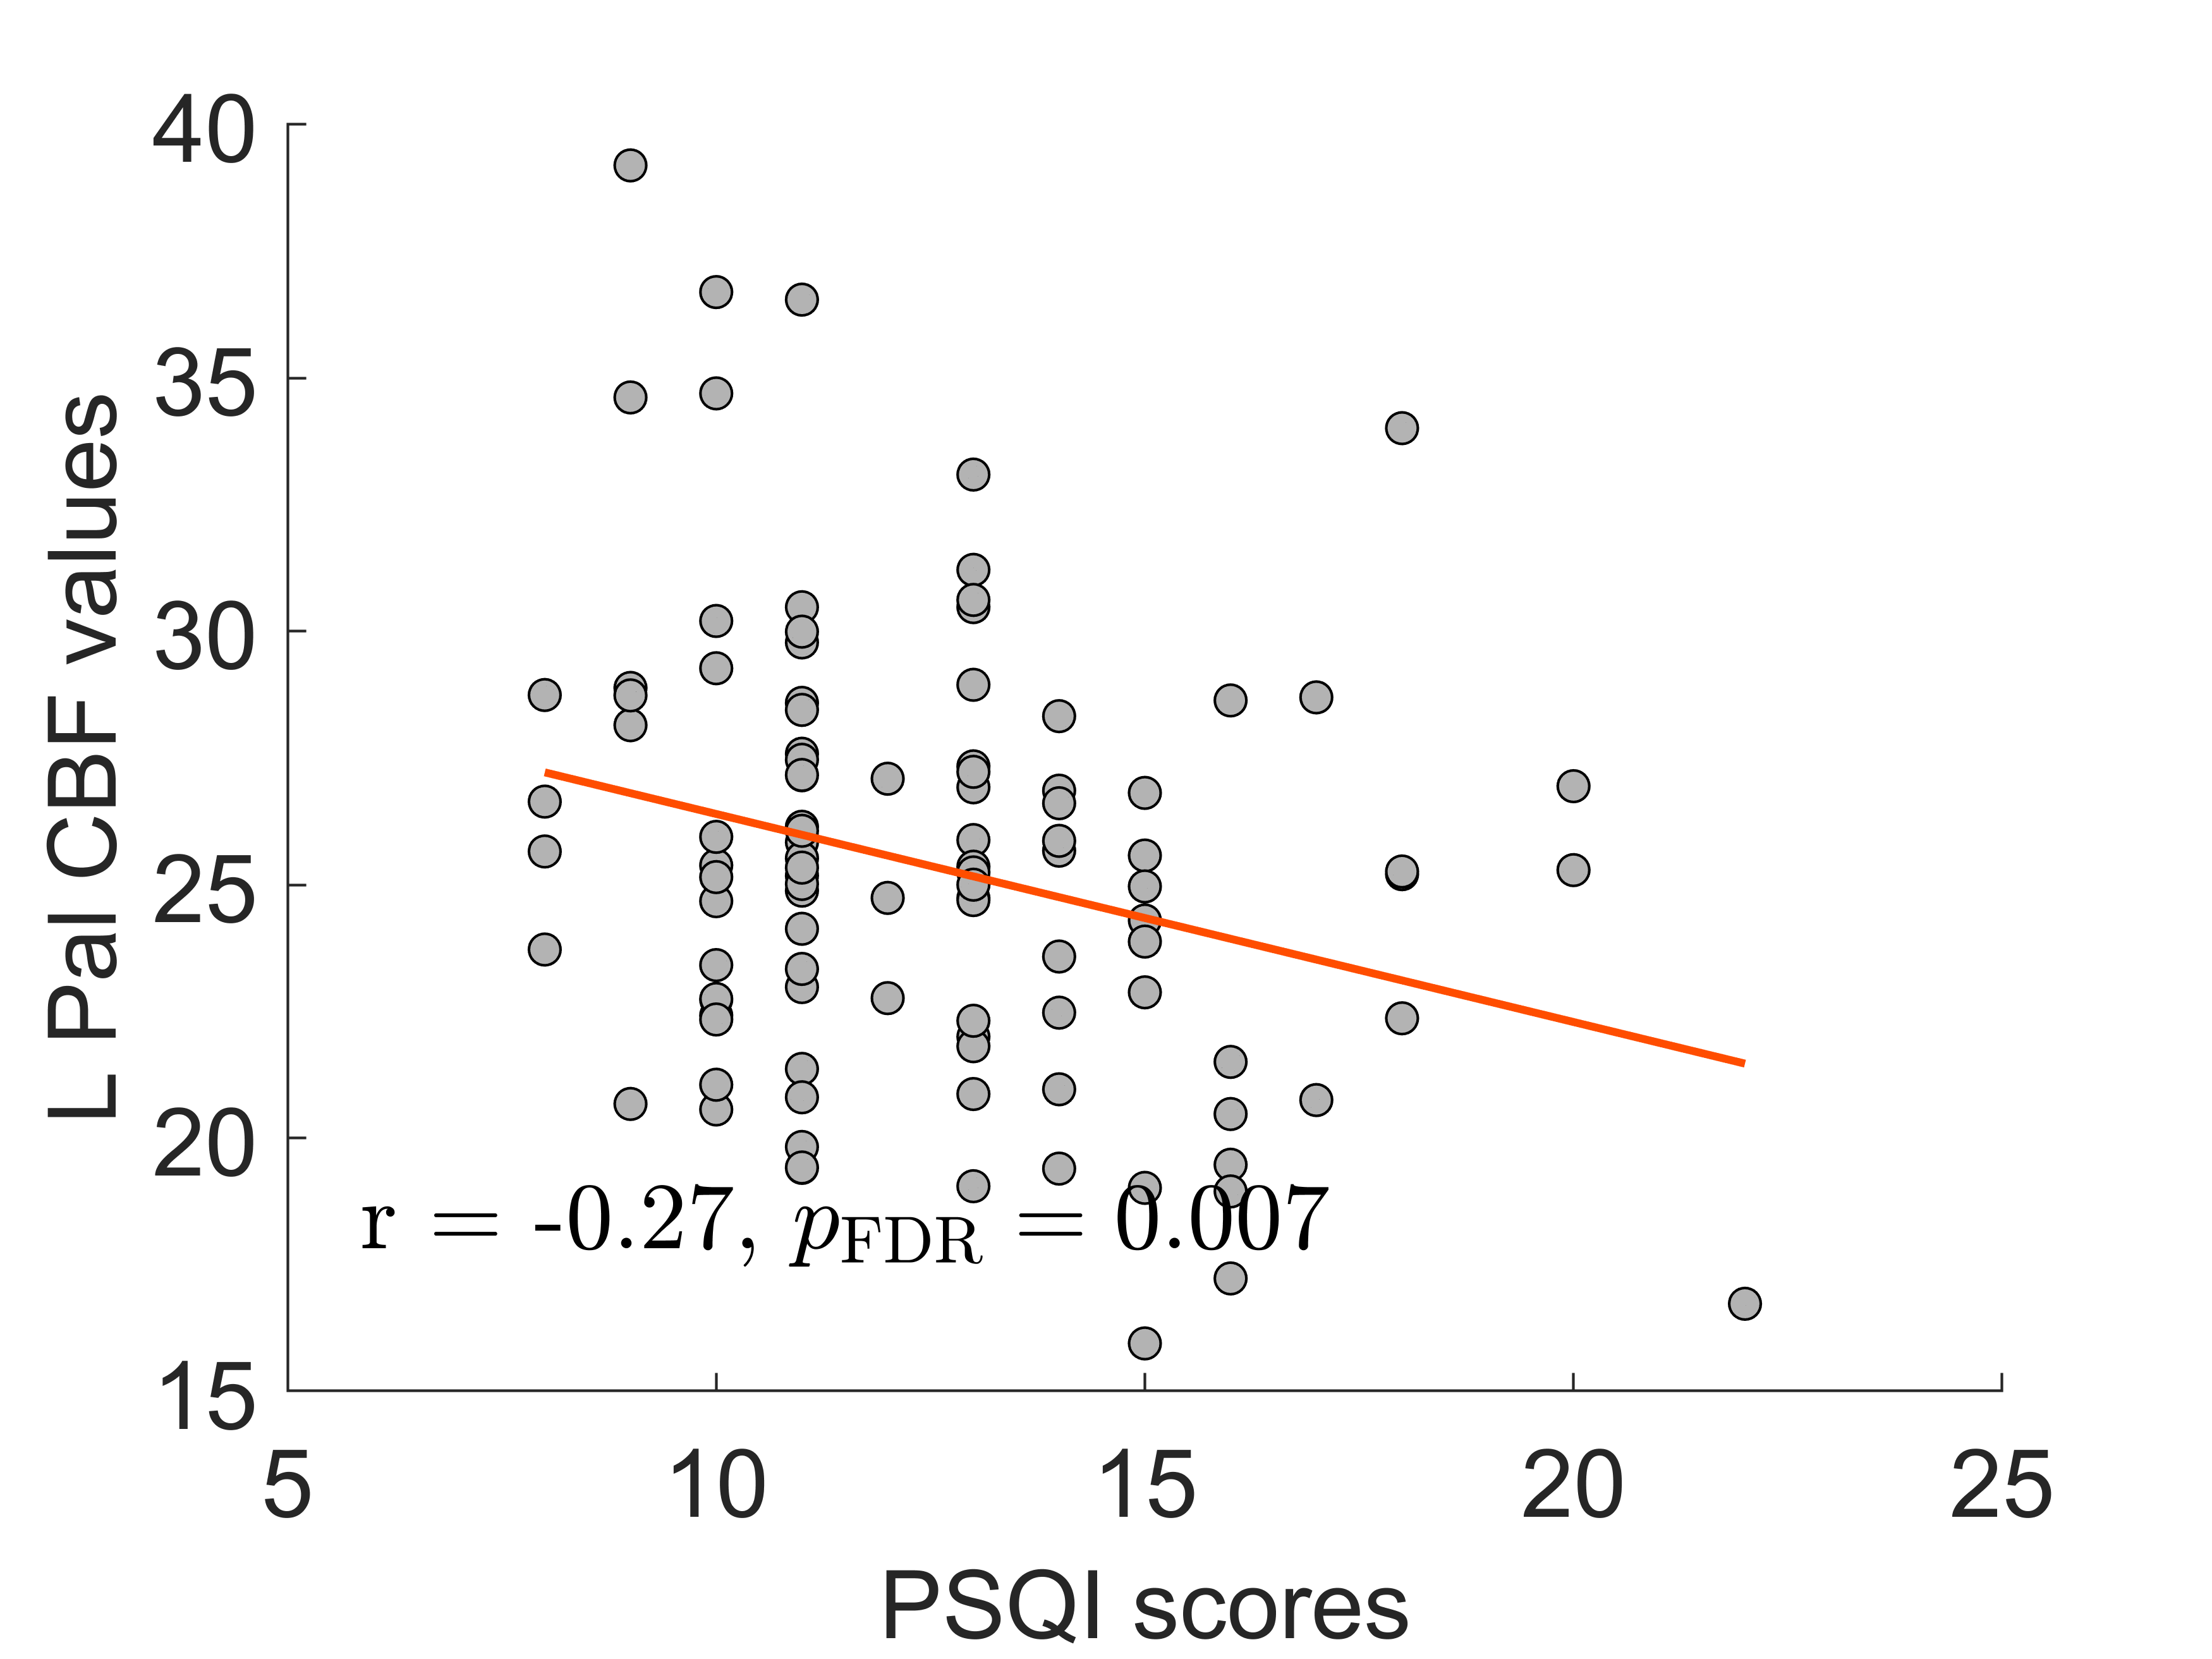 40
35
30
25
20
15
L Pal CBF values
r = -0.27, pFDR = 0.007
5 10 15 20 25
PSQI scores